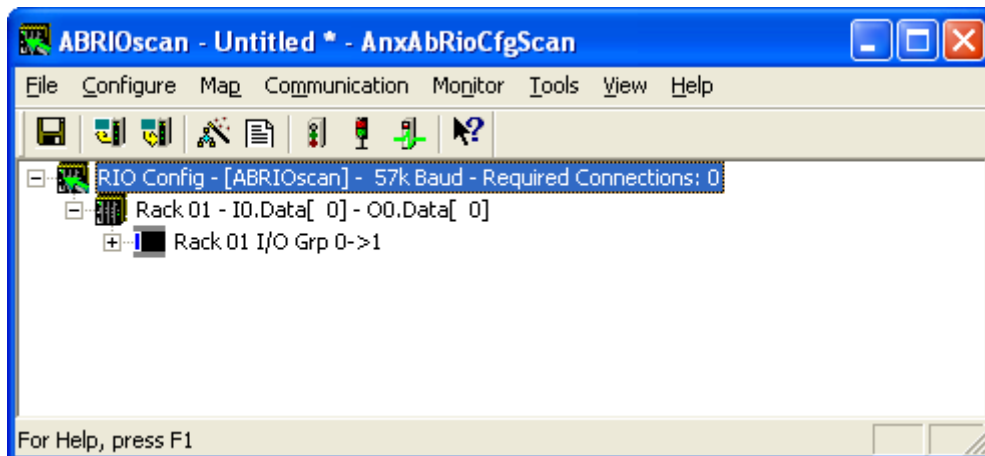 ABRIOscan - Untitled * - AnxAbRioCfgScan
File Configure Map Communication Monitor Tools View Help
RIO Config - [ABRIOscan] - 57k Baud - Required Connections: 0
Rack 01 - I0.Data[ 0] - O0.Data[ 0]
Rack 01 I/O Grp 0->1
For Help, press F1